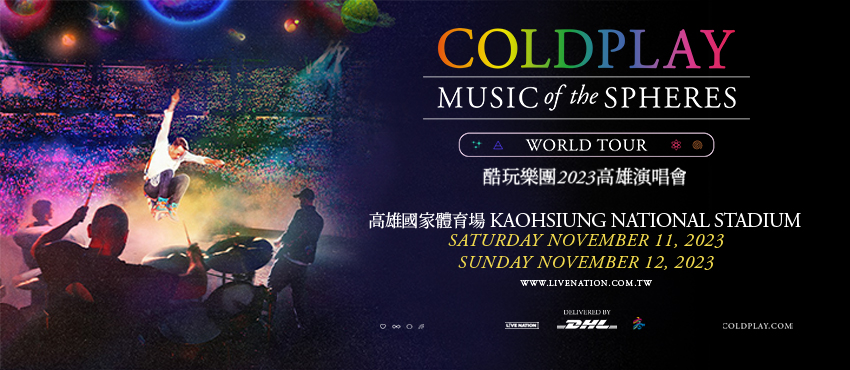 COLDPLAY
MUSIC of the SPHERES
WORLD TOUR
酷玩樂團2023高雄演唱會
高雄國家體育場 KAOHSIUNG NATIONAL STADIUM
SATURDAY NOVEMBER 11, 2023
SUNDAY NOVEMBER 12, 2023
WWW.LIVENATION.COM.TW
DELIVERED BY
LIVE NATION
DHL
COLDPLAY.COM